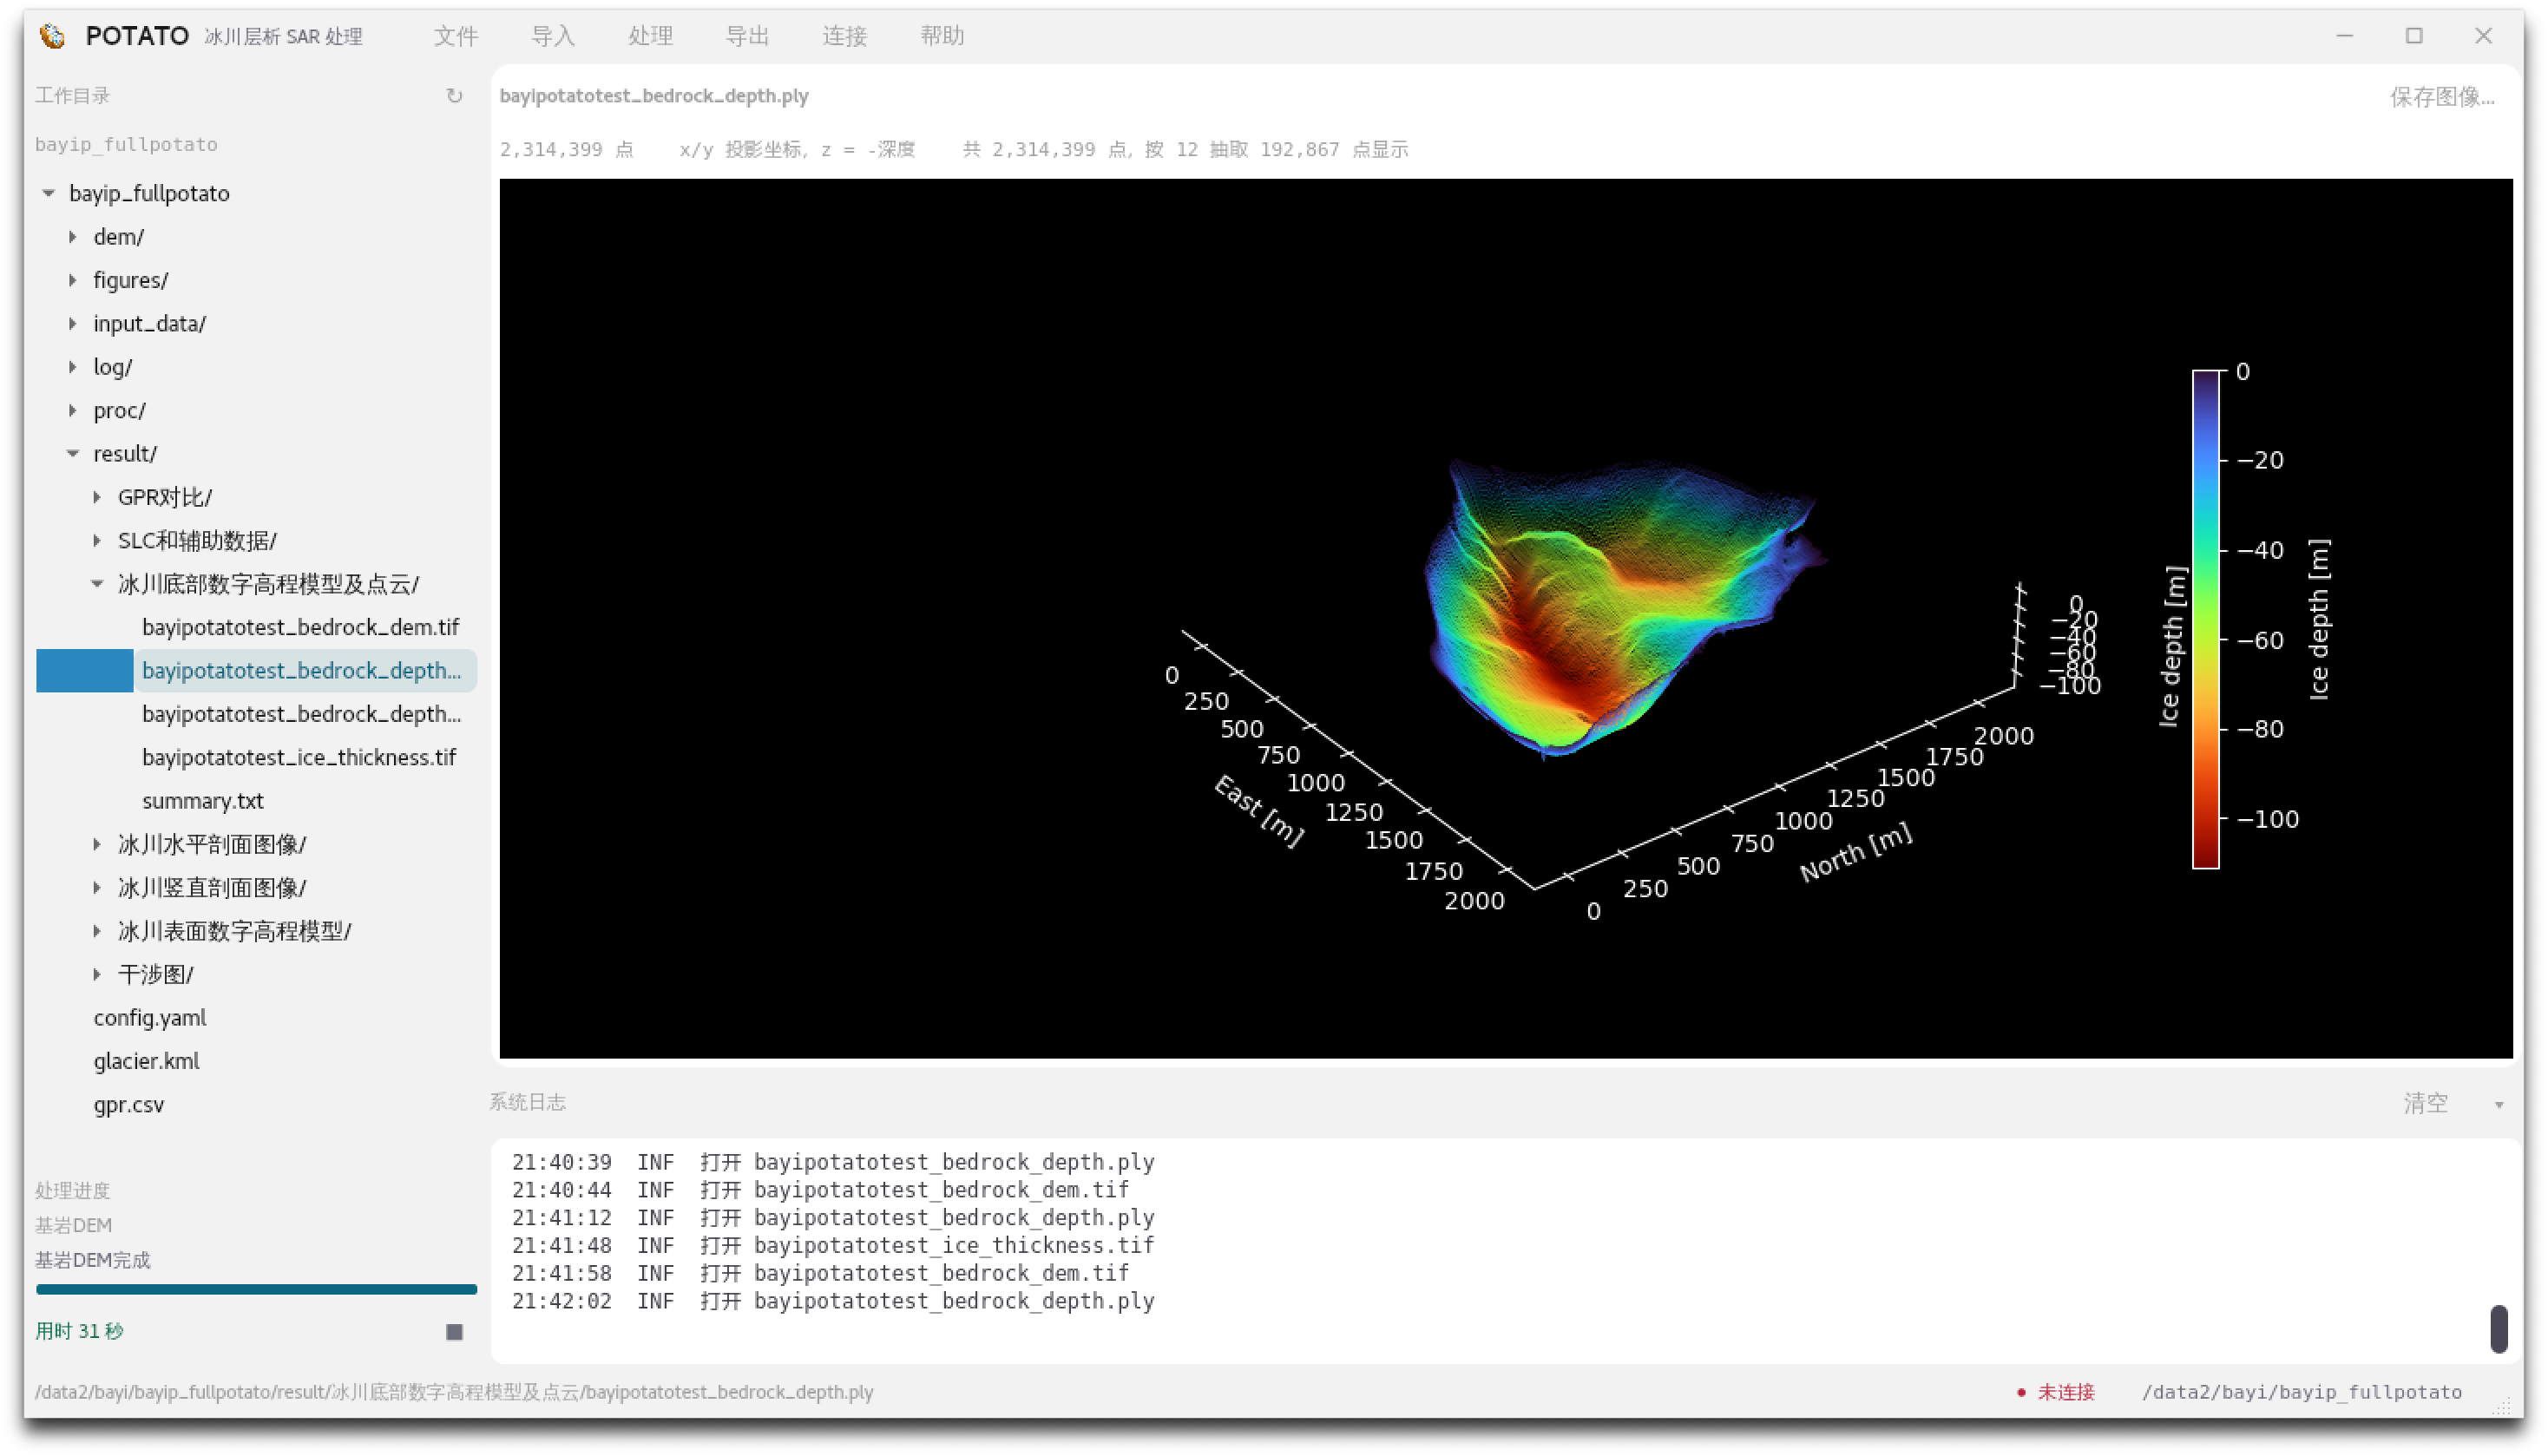 POTATO 冰川层析 SAR 处理 文件 导入 处理 导出 连接 帮助
工作目录
bayip_fullpotato
bayip_fullpotato
dem/
figures/
input_data/
log/
proc/
result/
GPR对比/
SLC和辅助数据/
冰川底部数字高程模型及点云/
bayipotatotest_bedrock_dem.tif
bayipotatotest_bedrock_depth...
bayipotatotest_bedrock_depth...
bayipotatotest_ice_thickness.tif
summary.txt
冰川水平剖面图像/
冰川竖直剖面图像/
冰川表面数字高程模型/
干涉图/
config.yaml
glacier.kml
gpr.csv
处理进度
基岩DEM
基岩DEM完成
用时 31 秒
bayipotatotest_bedrock_depth.ply 保存图像...
2,314,399 点 x/y 投影坐标, z = -深度 共 2,314,399 点, 按 12 抽取 192,867 点显示
0
250
500
750
1000
1250
1500
1750
2000
East [m]
0
250
500
750
1000
1250
1500
1750
2000
North [m]
0
−20
−40
−60
−80
−100
Ice depth [m]
0
−20
−40
−60
−80
−100
Ice depth [m]
系统日志 清空
21:40:39 INF 打开 bayipotatotest_bedrock_depth.ply
21:40:44 INF 打开 bayipotatotest_bedrock_dem.tif
21:41:12 INF 打开 bayipotatotest_bedrock_depth.ply
21:41:48 INF 打开 bayipotatotest_ice_thickness.tif
21:41:58 INF 打开 bayipotatotest_bedrock_dem.tif
21:42:02 INF 打开 bayipotatotest_bedrock_depth.ply
/data2/bayi/bayip_fullpotato/result/冰川底部数字高程模型及点云/bayipotatotest_bedrock_depth.ply 未连接 /data2/bayi/bayip_fullpotato